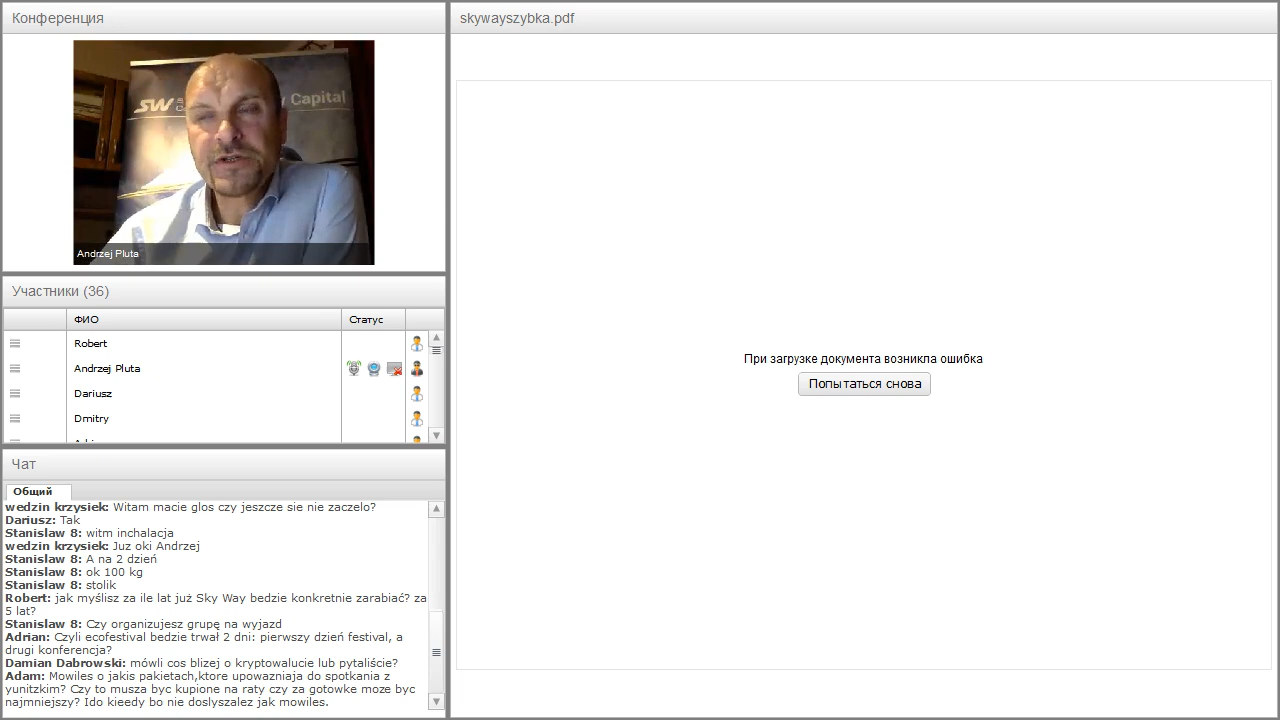 Конференция
SW
Capital
Andrzej Pluta
Участники (36)
ФИО
Статус
Robert
Andrzej Pluta
Dariusz
Dmitry
Чат
Общий
wedzin krzysiek: Witam macie glos czy jeszcze sie nie zaczelo?
Dariusz: Tak
Stanislaw 8: witm inchalacja
wedzin krzysiek: Juz oki Andrzej
Stanislaw 8: A na 2 dzień
Stanislaw 8: ok 100 kg
Stanislaw 8: stolik
Robert: jak myślisz za ile lat już Sky Way bedzie konkretnie zarabiać? za
5 lat?
Stanislaw 8: Czy organizujesz grupę na wyjazd
Adrian: Czyli ecofestival bedzie trwał 2 dni: pierwszy dzień festival, a
drugi konferencja?
Damian Dabrowski: mówli cos blizej o kryptowalucie lub pytaliście?
Adam: Mowiles o jakis pakietach,ktore upowazniaja do spotkania z
yunitzkim? Czy to musza byc kupione na raty czy za gotowke moze byc
najmniejszy? Ido kieedy bo nie doslyszalez jak mowiles.
skywayszybka.pdf
При загрузке документа возникла ошибка
Попытаться снова